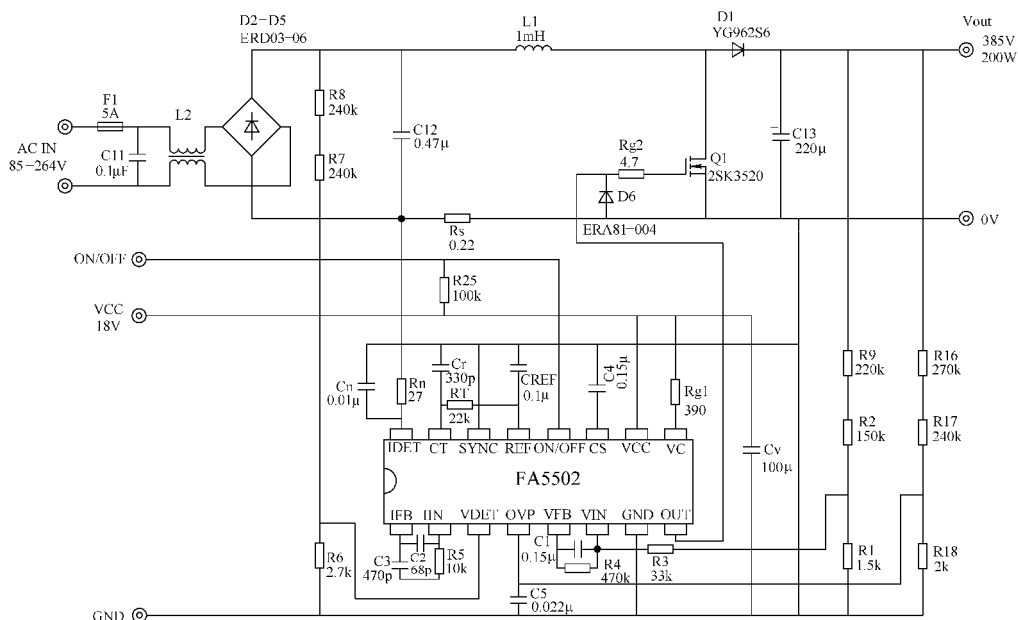 D2-D5
ERD03-06
L1
1mH
D1
YG962S6
Vout
385V
200W
F1
5A
L2
R8
240k
C12
0.47μ
AC IN
85-264V
C11
0.1μF
R7
240k
Rg2
4.7
C13
220μ
Q1
2SK3520
D6
ERA81-004
Rs
0.22
0V
ON/OFF
R25
100k
VCC
18V
Cn
0.01μ
Rn
27
Cr
330p
RT
22k
CREF
0.1μ
C4
0.15μ
Rg1
390
R9
220k
R16
270k
R2
150k
R17
240k
Cv
100μ
IDET CT SYNC REF ON/OFF CS VCC VC
FA5502
IFB IIN VDET OVP VFB VIN GND OUT
R6
2.7k
C3
470p
C2
68p
R5
10k
C1
0.15μ
R4
470k
R3
33k
R1
1.5k
R18
2k
C5
0.022μ
GND